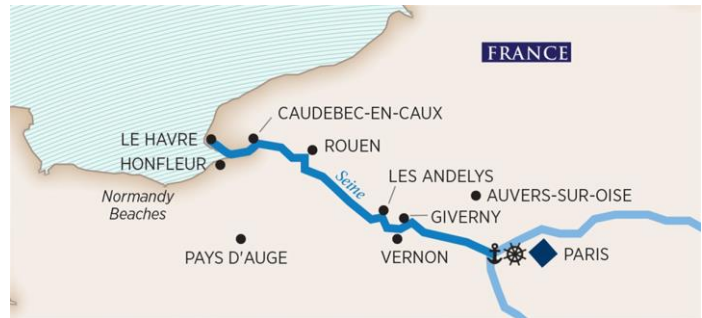 FRANCE
CAUDEBEC-EN-CAUX
LE HAVRE
ROUEN
HONFLEUR
Seine
LES ANDELYS
Normandy
Beaches
AUVERS-SUR-OISE
GIVERNY
PAYS D'AUGE
VERNON
PARIS